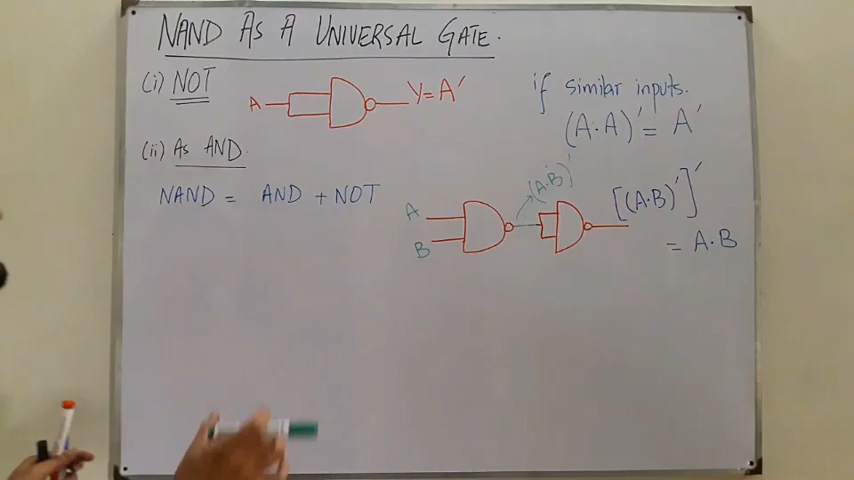 NAND AS A UNIVERSAL GATE.
(i) NOT
A Y=A′
if similar inputs.
(A·A)′ = A′
(ii) As AND.
NAND = AND + NOT
A
B
(A·B)′
[(A·B)′]′
= A·B